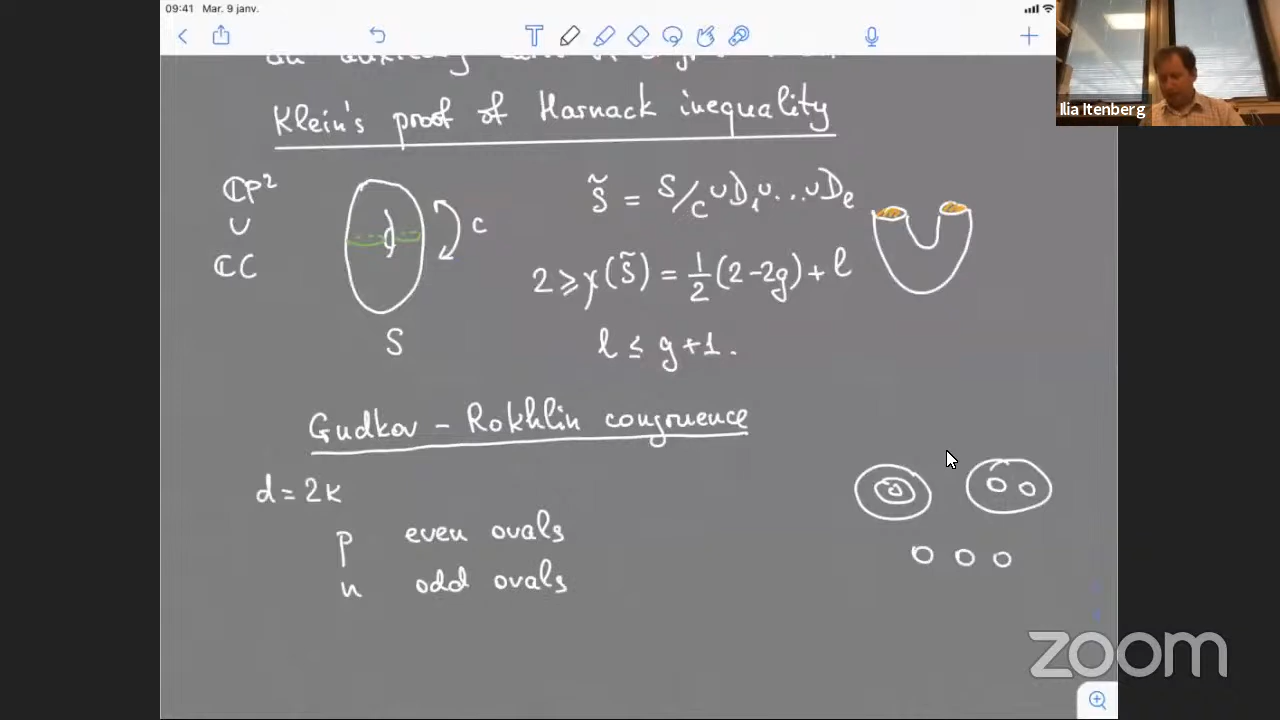 09:41 Mar. 9 janv.
Ilia Itenberg
Klein's proof of Harnack inequality
ℂP²
∪
ℂC
c
S
S̃ = S/c ∪ D₁ ∪ ... ∪ Dₗ
2 ≥ χ(S̃) = 1/2 (2-2g) + l
l ≤ g+1.
Gudkov - Rokhlin congruence
d = 2k
p even ovals
n odd ovals
zoom